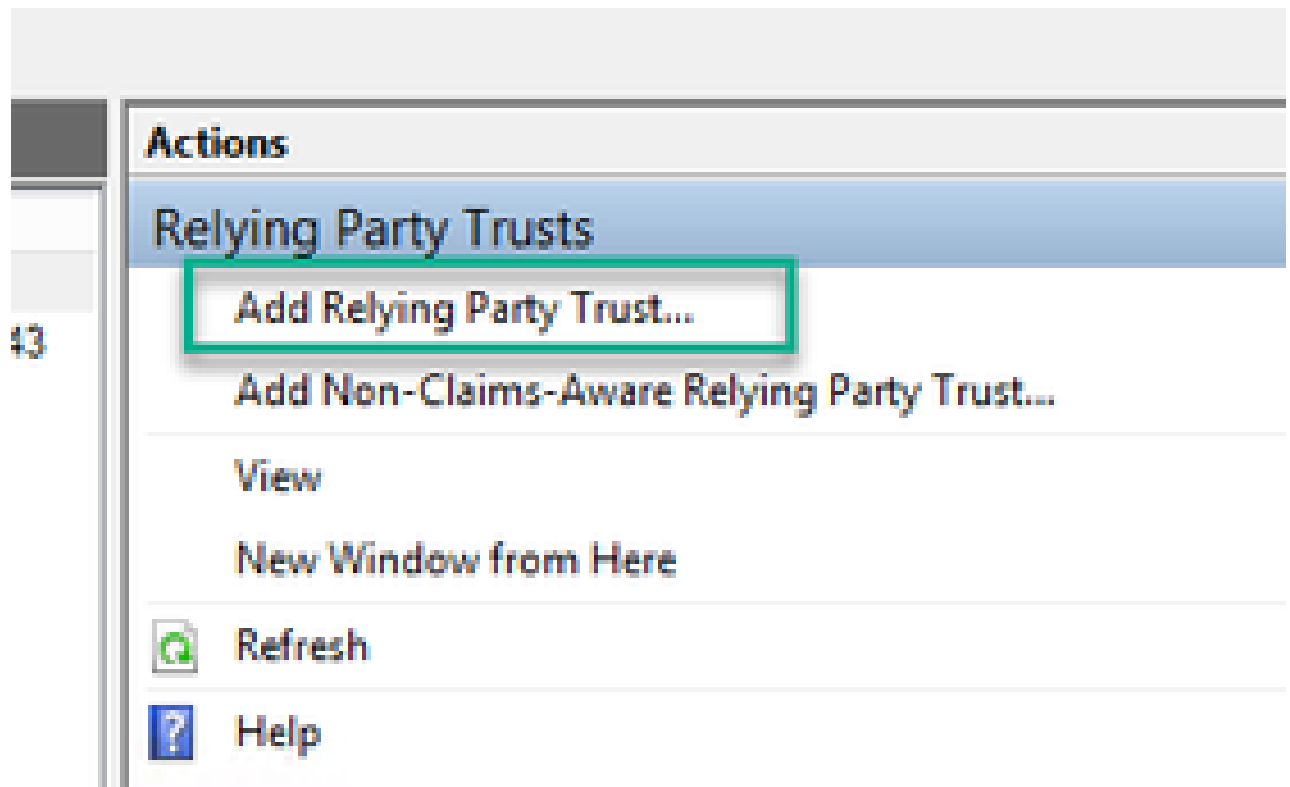 Actions
Relying Party Trusts
Add Relying Party Trust...
43
Add Non-Claims-Aware Relying Party Trust...
View
New Window from Here
Refresh
Help